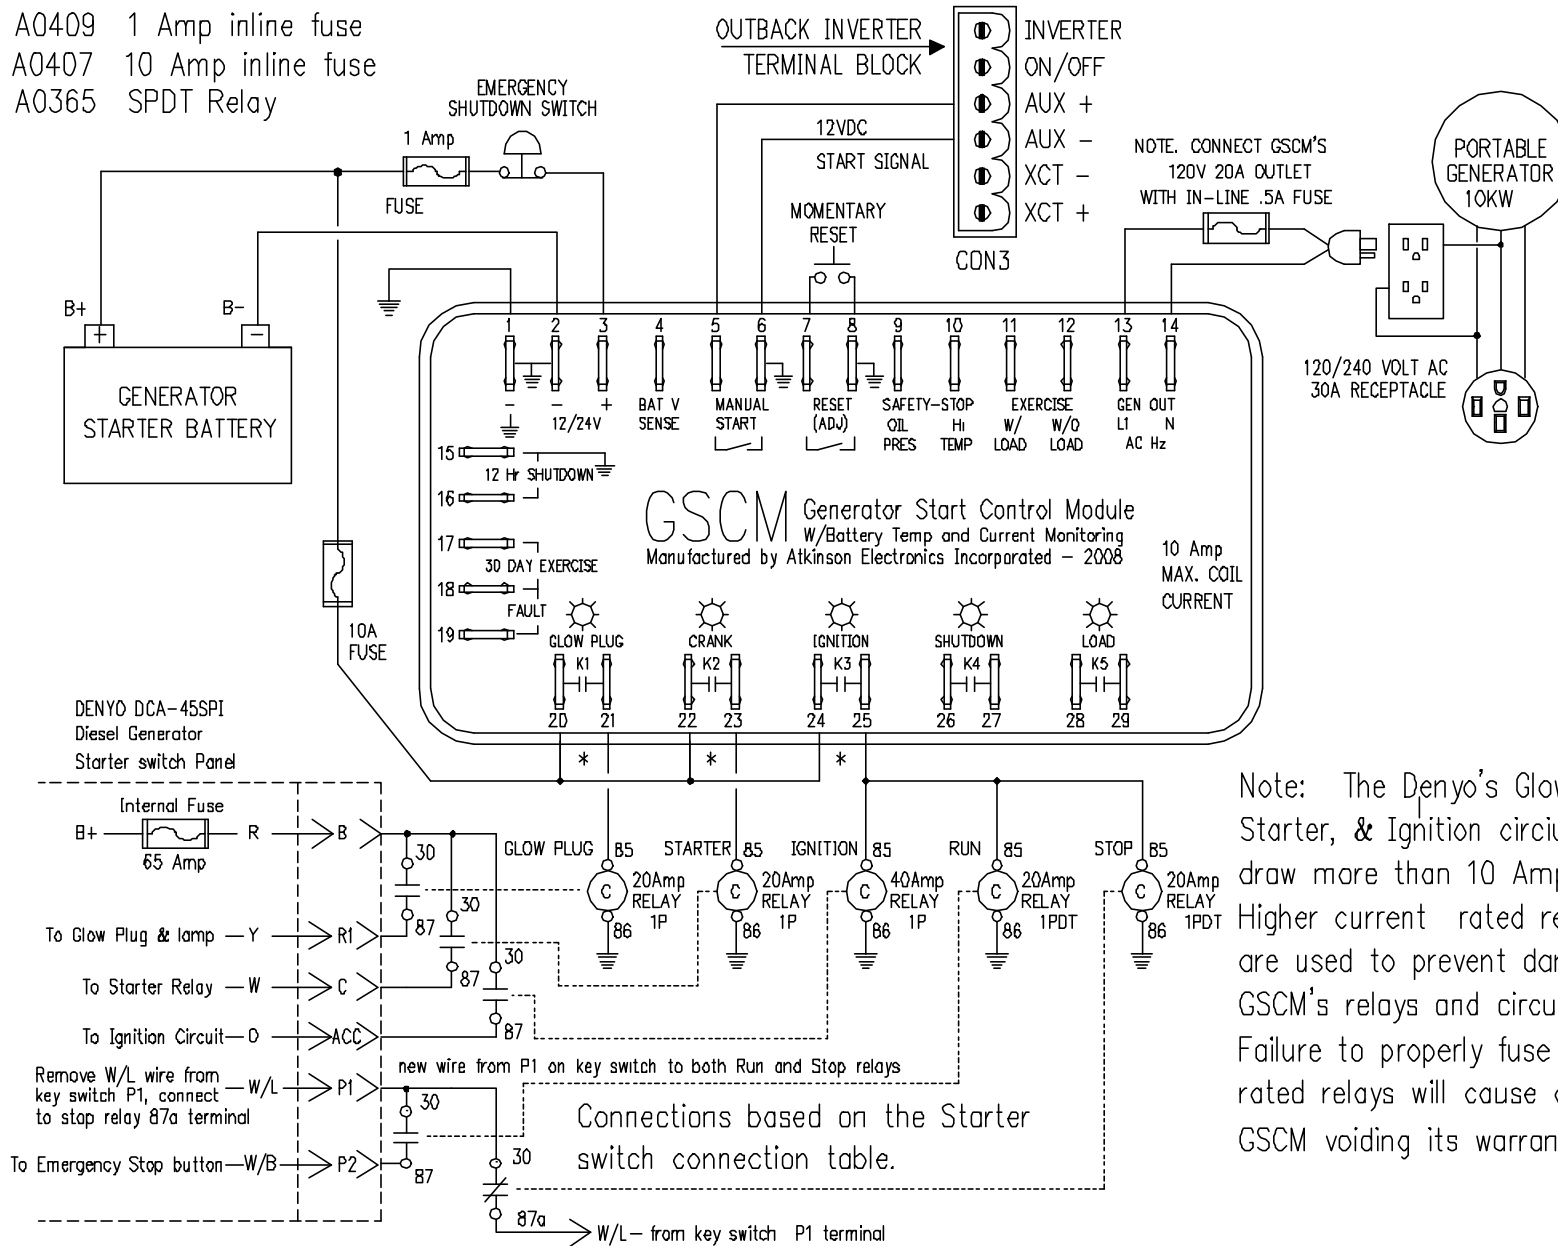 A0409 1 Amp inline fuse
A0407 10 Amp inline fuse
A0365 SPDT Relay
EMERGENCY
SHUTDOWN SWITCH
1 Amp
FUSE
OUTBACK INVERTER
TERMINAL BLOCK
INVERTER
ON/OFF
AUX +
AUX -
XCT -
XCT +
CON3
12VDC
START SIGNAL
MOMENTARY
RESET
NOTE. CONNECT GSCM'S
120V 20A OUTLET
WITH IN-LINE .5A FUSE
PORTABLE
GENERATOR
10KW
120/240 VOLT AC
30A RECEPTACLE
B+
B-
+
-
GENERATOR
STARTER BATTERY
1 2 3 4 5 6 7 8 9 10 11 12 13 14
- - +
12/24V
BAT V
SENSE
MANUAL
START
RESET
(ADJ)
SAFETY-STOP
OIL
PRES
Hi
TEMP
EXERCISE
W/
LOAD
W/O
LOAD
GEN OUT
L1 N
AC Hz
15
12 Hr SHUTDOWN
16
17
30 DAY EXERCISE
18
FAULT
19
GSCM Generator Start Control Module
W/Battery Temp and Current Monitoring
Manufactured by Atkinson Electronics Incorporated - 2008
10 Amp
MAX. COIL
CURRENT
GLOW PLUG
K1
CRANK
K2
IGNITION
K3
SHUTDOWN
K4
LOAD
K5
20 21 22 23 24 25 26 27 28 29
* * *
10A
FUSE
DENYO DCA-45SPI
Diesel Generator
Starter switch Panel
Internal Fuse
B+ R B
65 Amp
To Glow Plug & lamp Y R1
To Starter Relay W C
To Ignition Circuit O ACC
Remove W/L wire from
key switch P1, connect
to stop relay 87a terminal
W/L P1
To Emergency Stop button W/B P2
30
87
30
87
30
87
30
87
30
87a
GLOW PLUG 85
C
20Amp
RELAY
1P
86
STARTER 85
C
20Amp
RELAY
1P
86
IGNITION 85
C
40Amp
RELAY
1P
86
RUN 85
C
20Amp
RELAY
1PDT
86
STOP 85
C
20Amp
RELAY
1PDT
86
new wire from P1 on key switch to both Run and Stop relays
Connections based on the Starter
switch connection table.
W/L- from key switch P1 terminal
Note: The Denyo's Glow
Starter, & Ignition
draw more than 10
Higher current rated
are used to prevent
GSCM's relays and
Failure to properly fuse
rated relays will cause
GSCM voiding its